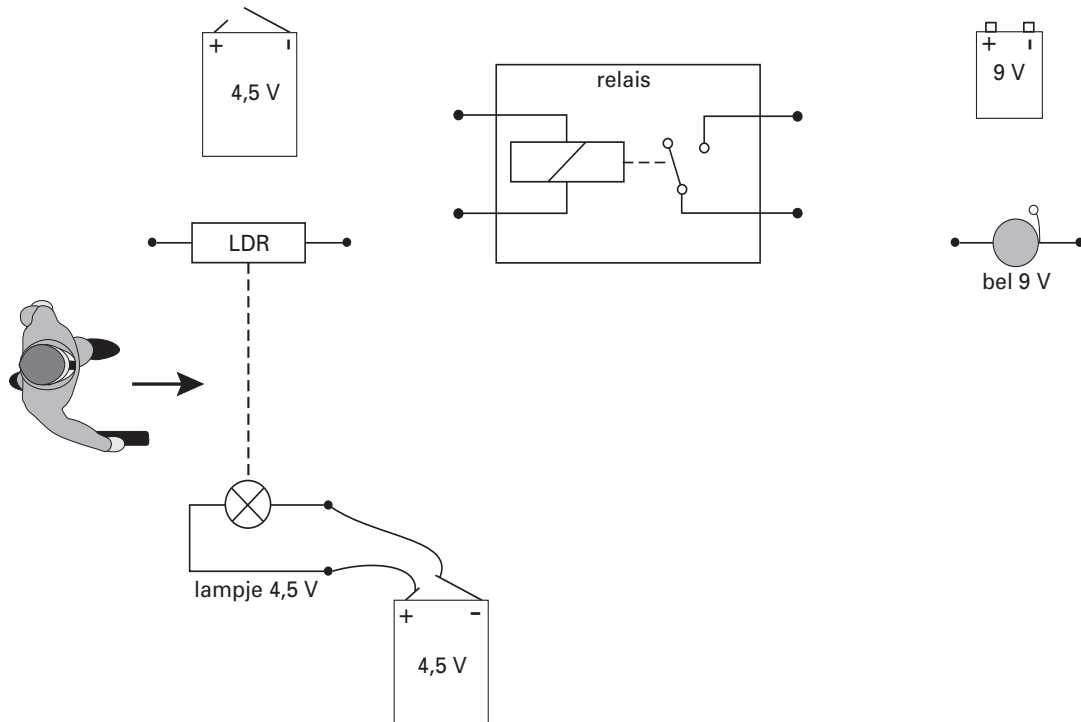 + -
4,5 V
relais
+ -
9 V
LDR
bel 9 V
lampje 4,5 V
+ -
4,5 V